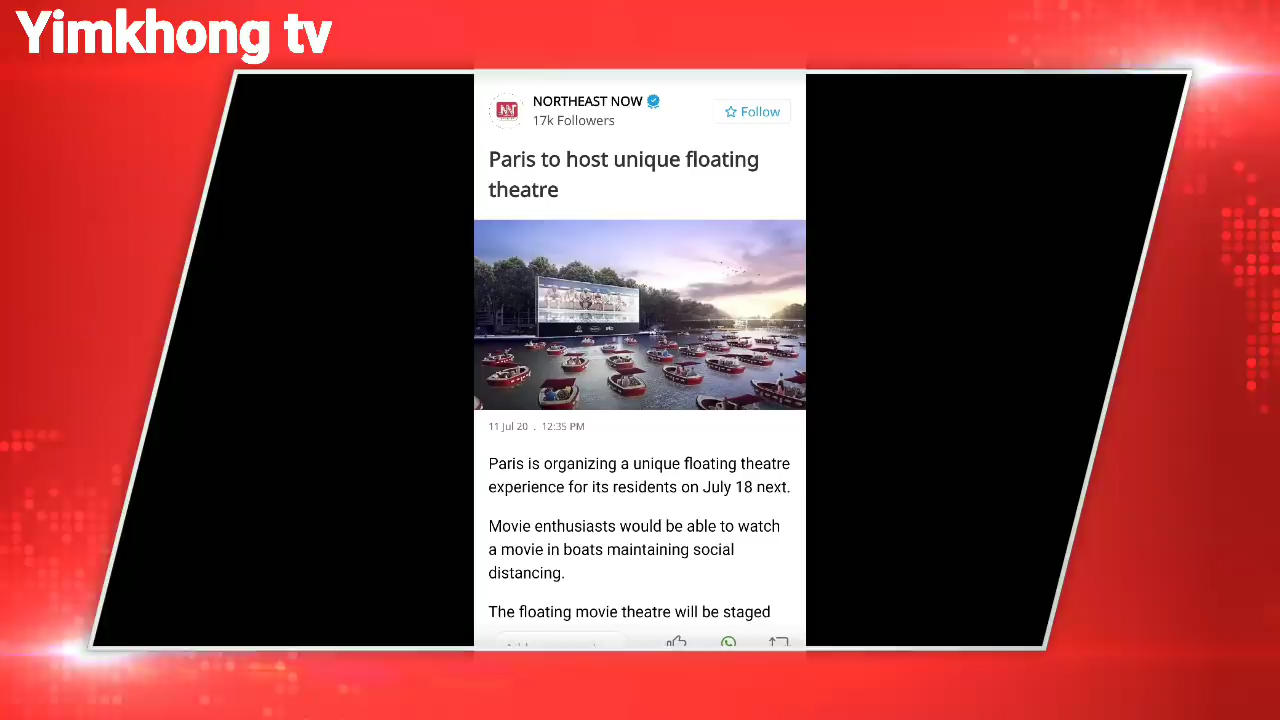 Yimkhong tv
NORTHEAST NOW
17k Followers
Follow
Paris to host unique floating
theatre
11 Jul 20 . 12:35 PM
Paris is organizing a unique floating theatre
experience for its residents on July 18 next.
Movie enthusiasts would be able to watch
a movie in boats maintaining social
distancing.
The floating movie theatre will be staged